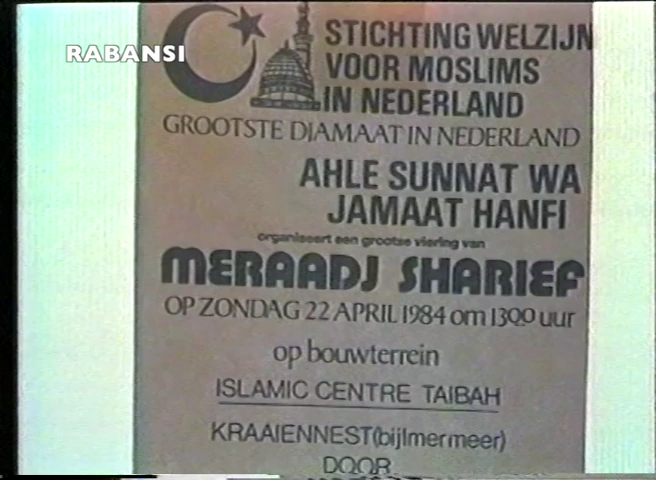 RABANSI
STICHTING WELZIJN
VOOR MOSLIMS
IN NEDERLAND
GROOTSTE DJAMAAT IN NEDERLAND
AHLE SUNNAT WA
JAMAAT HANFI
organiseert een grootse viering van
MERAADJ SHARIEF
OP ZONDAG 22 APRIL 1984 om 1300 uur
op bouwterrein
ISLAMIC CENTRE TAIBAH
KRAAIENNEST(bijlmermeer)
DOOR